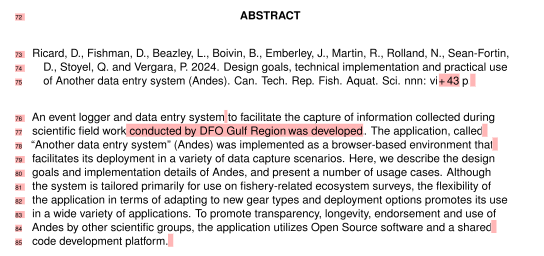 72 ABSTRACT
73 Ricard, D., Fishman, D., Beazley, L., Boivin, B., Emberley, J., Martin, R., Rolland, N., Sean-Fortin,
74 D., Stoyel, Q. and Vergara, P. 2024. Design goals, technical implementation and practical use
75 of Another data entry system (Andes). Can. Tech. Rep. Fish. Aquat. Sci. nnn: vi+ 43 p
76 An event logger and data entry system to facilitate the capture of information collected during
77 scientific field work conducted by DFO Gulf Region was developed. The application, called
78 “Another data entry system” (Andes) was implemented as a browser-based environment that
79 facilitates its deployment in a variety of data capture scenarios. Here, we describe the design
80 goals and implementation details of Andes, and present a number of usage cases. Although
81 the system is tailored primarily for use on fishery-related ecosystem surveys, the flexibility of
82 the application in terms of adapting to new gear types and deployment options promotes its use
83 in a wide variety of applications. To promote transparency, longevity, endorsement and use of
84 Andes by other scientific groups, the application utilizes Open Source software and a shared
85 code development platform.